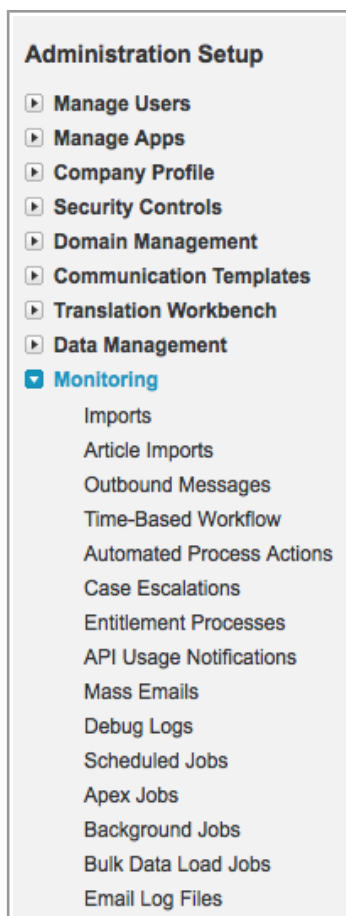 Administration Setup
Manage Users
Manage Apps
Company Profile
Security Controls
Domain Management
Communication Templates
Translation Workbench
Data Management
Monitoring
Imports
Article Imports
Outbound Messages
Time-Based Workflow
Automated Process Actions
Case Escalations
Entitlement Processes
API Usage Notifications
Mass Emails
Debug Logs
Scheduled Jobs
Apex Jobs
Background Jobs
Bulk Data Load Jobs
Email Log Files